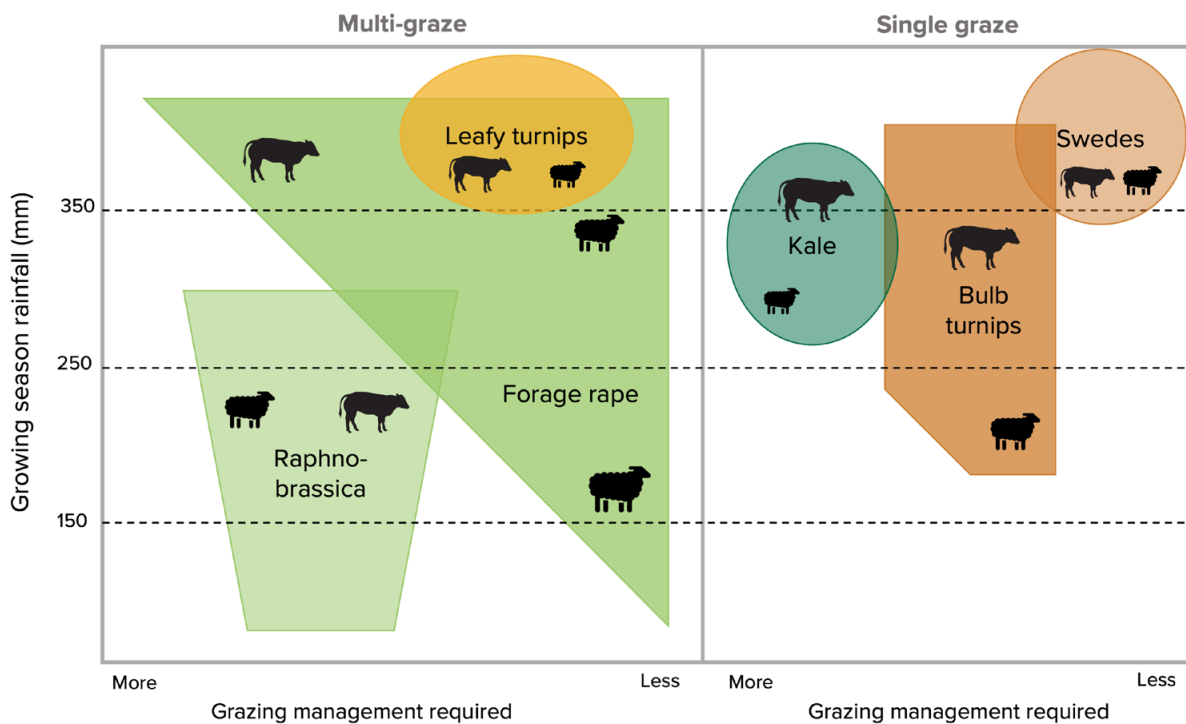 Multi-graze
Single graze
Growing season rainfall (mm)
350
250
150
Leafy turnips
Forage rape
Raphno-
brassica
Kale
Bulb
turnips
Swedes
More
Less
Grazing management required
More
Less
Grazing management required